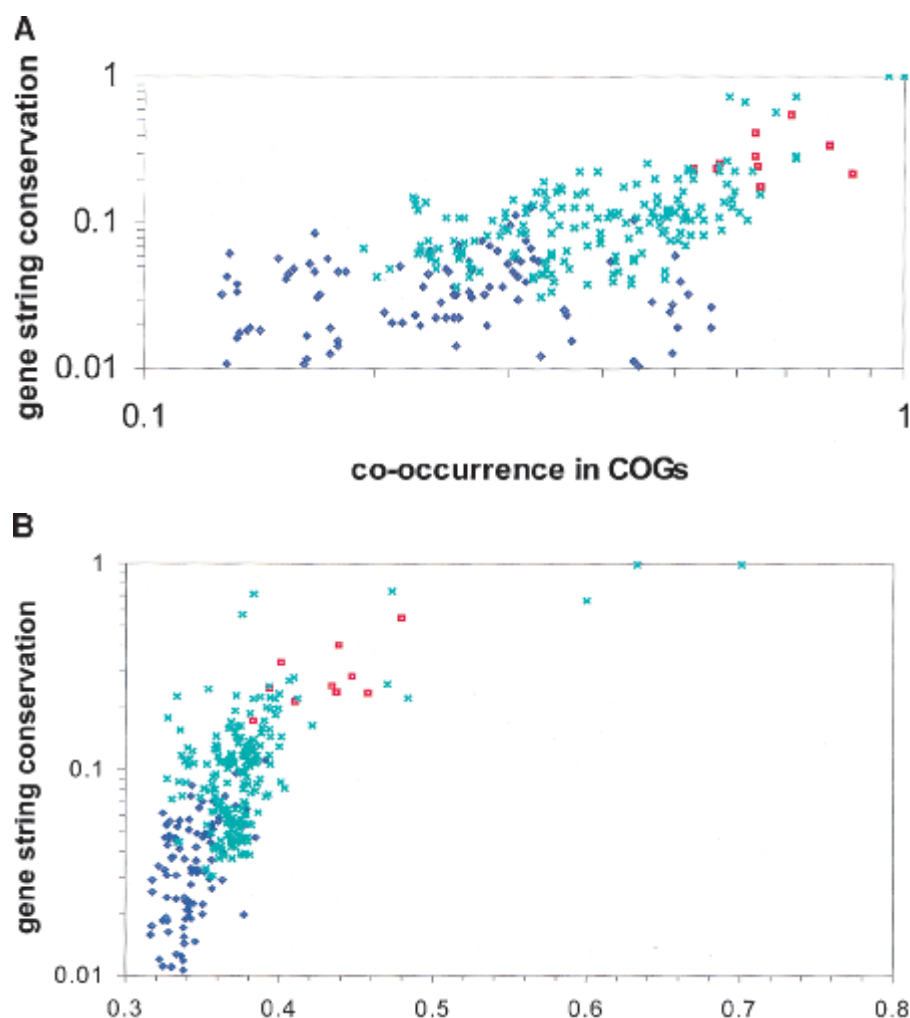 A
gene string conservation
1
0.1
0.01
0.1
1
co-occurrence in COGs
B
gene string conservation
1
0.1
0.01
0.3
0.4
0.5
0.6
0.7
0.8